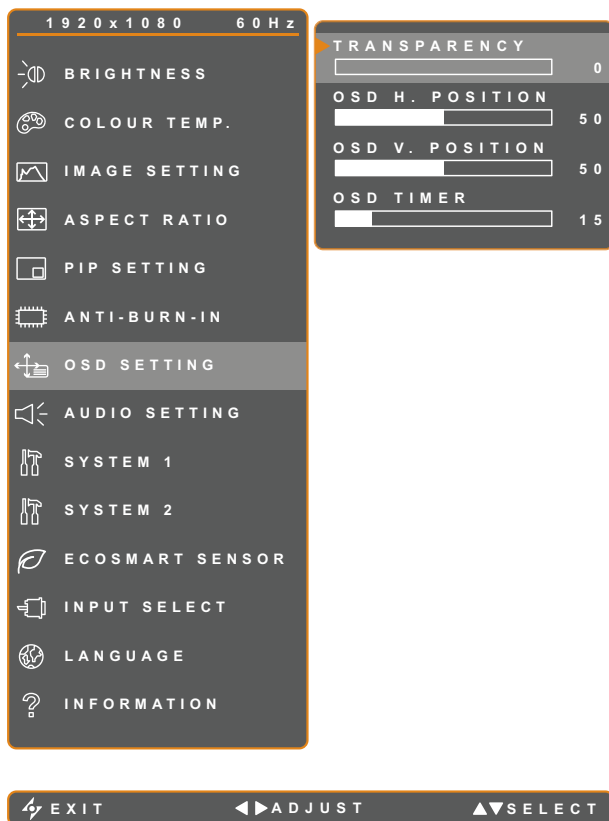 1920x1080 60Hz
BRIGHTNESS
COLOUR TEMP.
IMAGE SETTING
ASPECT RATIO
PIP SETTING
ANTI-BURN-IN
OSD SETTING
AUDIO SETTING
SYSTEM 1
SYSTEM 2
ECOSMART SENSOR
INPUT SELECT
LANGUAGE
INFORMATION
TRANSPARENCY
0
OSD H. POSITION
50
OSD V. POSITION
50
OSD TIMER
15
EXIT ADJUST SELECT